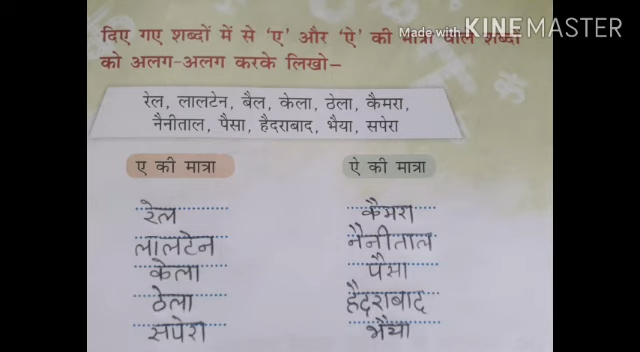 Made with KINEMASTER
दिए गए शब्दों में से ‘ए’ और ‘ऐ’ की मात्रा वाले शब्दों
को अलग-अलग करके लिखो–
रेल, लालटेन, बैल, केला, ठेला, कैमरा,
नैनीताल, पैसा, हैदराबाद, भैया, सपेरा
ए की मात्रा ऐ की मात्रा
रेल कैमरा
लालटेन नैनीताल
केला पैसा
ठेला हैदराबाद
सपेरा भैया